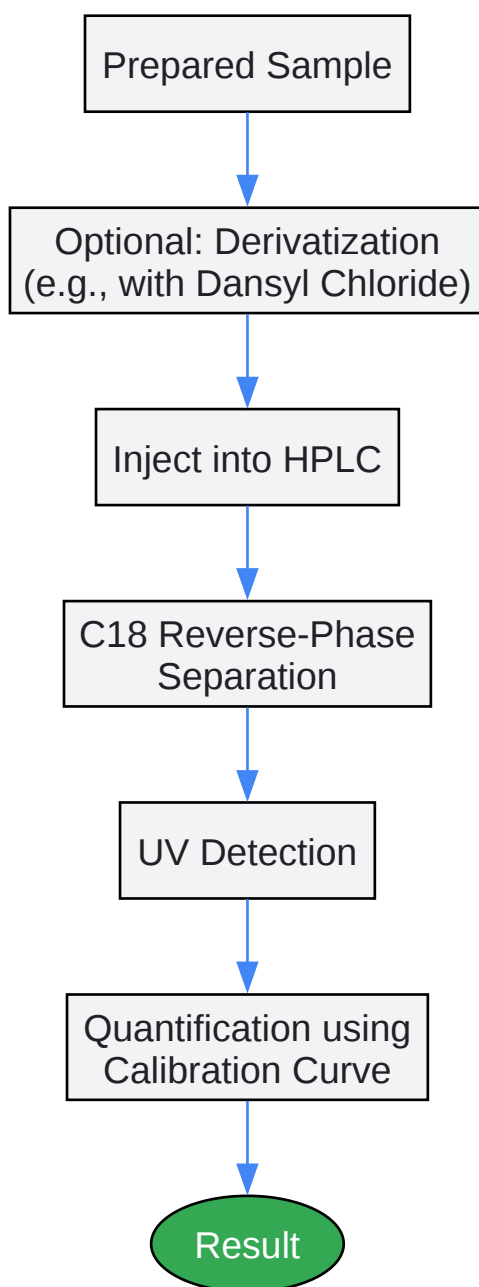 Prepared Sample
Optional: Derivatization
(e.g., with Dansyl Chloride)
Inject into HPLC
C18 Reverse-Phase
Separation
UV Detection
Quantification using
Calibration Curve
Result